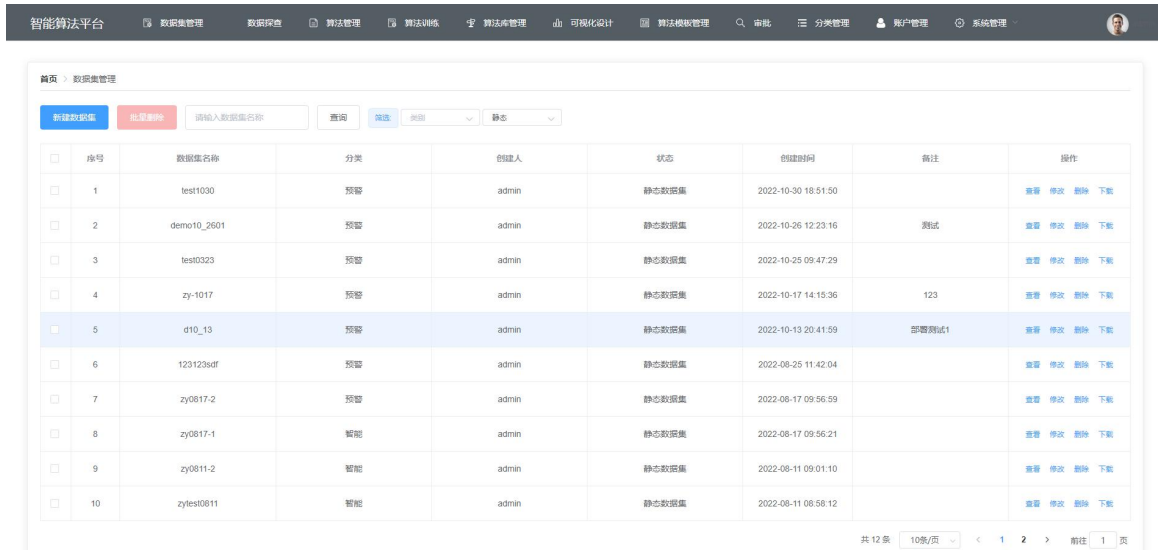 智能算法平台 数据集管理 数据探查 算法管理 算法训练 算法库管理 可视化设计 算法模板管理 审批 分类管理 账户管理 系统管理
首页 > 数据集管理
新建数据集 批量删除 请输入数据集名称 查询 筛选 类别 静态
序号 数据集名称 分类 创建人 状态 创建时间 备注 操作
1 test1030 预警 admin 静态数据集 2022-10-30 18:51:50 查看 修改 删除 下载
2 demo10_2601 预警 admin 静态数据集 2022-10-26 12:23:16 测试 查看 修改 删除 下载
3 test0323 预警 admin 静态数据集 2022-10-25 09:47:29 查看 修改 删除 下载
4 zy-1017 预警 admin 静态数据集 2022-10-17 14:15:36 123 查看 修改 删除 下载
5 d10_13 预警 admin 静态数据集 2022-10-13 20:41:59 部署测试1 查看 修改 删除 下载
6 123123sdf 预警 admin 静态数据集 2022-08-25 11:42:04 查看 修改 删除 下载
7 zy0817-2 预警 admin 静态数据集 2022-08-17 09:56:59 查看 修改 删除 下载
8 zy0817-1 智能 admin 静态数据集 2022-08-17 09:56:21 查看 修改 删除 下载
9 zy0811-2 智能 admin 静态数据集 2022-08-11 09:01:10 查看 修改 删除 下载
10 zytest0811 智能 admin 静态数据集 2022-08-11 08:58:12 查看 修改 删除 下载
共 12 条 10条/页 < 1 2 > 前往 1 页